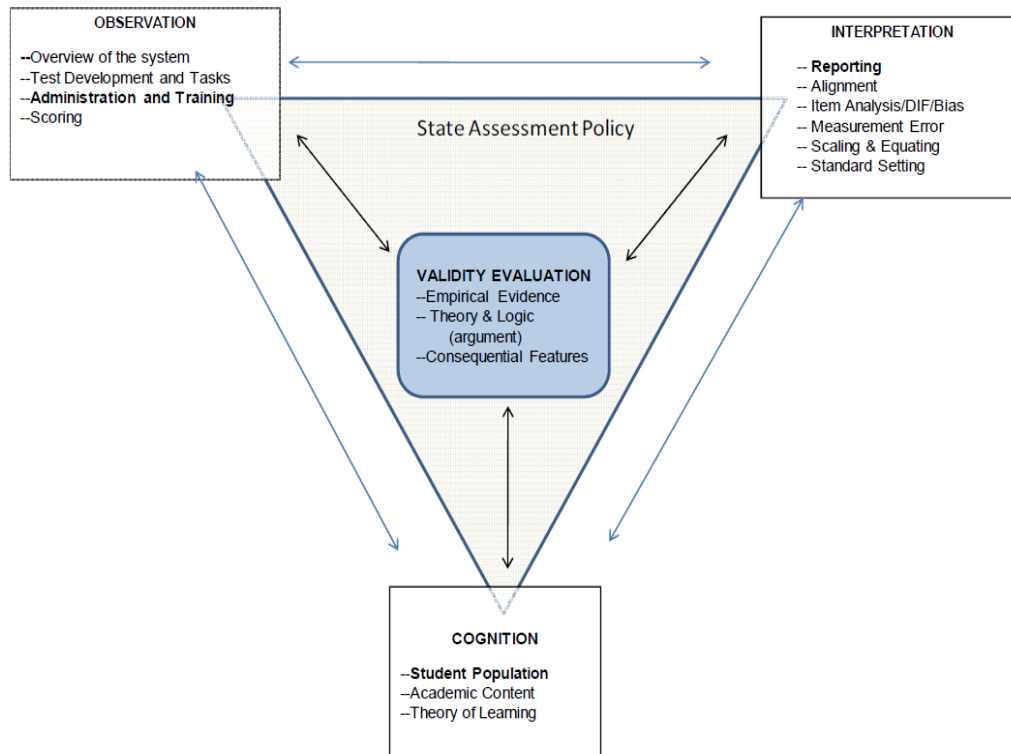 OBSERVATION
--Overview of the system
--Test Development and Tasks
--Administration and Training
--Scoring
INTERPRETATION
-- Reporting
-- Alignment
-- Item Analysis/DIF/Bias
-- Measurement Error
-- Scaling & Equating
-- Standard Setting
State Assessment Policy
VALIDITY EVALUATION
--Empirical Evidence
-- Theory & Logic
(argument)
--Consequential Features
COGNITION
--Student Population
--Academic Content
--Theory of Learning